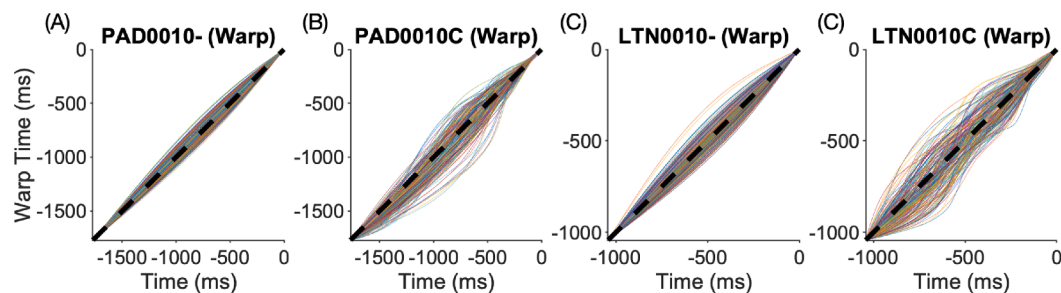 (A) (B) (C) (C)
PAD0010- (Warp) PAD0010C (Warp) LTN0010- (Warp) LTN0010C (Warp)
0 0 0 0
-500 -500 -500 -500
-1000 -1000
-1500 -1500 -1000 -1000
Warp Time (ms)
-1500 -1000 -500 0 -1500 -1000 -500 0 -1000 -500 0 -1000 -500 0
Time (ms) Time (ms) Time (ms) Time (ms)